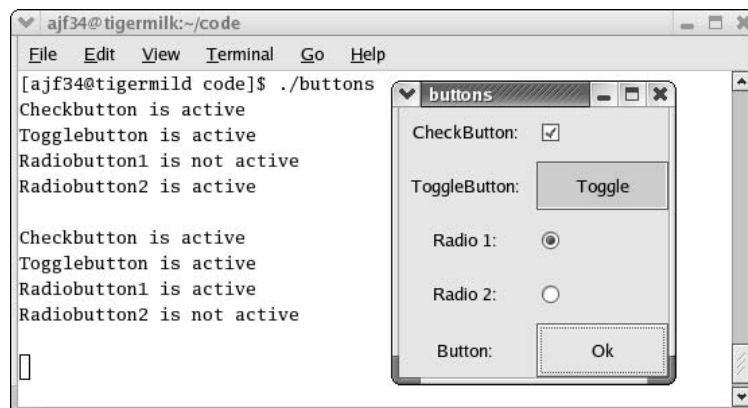 ajf34@tigermilk:~/code
File Edit View Terminal Go Help
[ajf34@tigermild code]$ ./buttons
Checkbutton is active
Togglebutton is active
Radiobutton1 is not active
Radiobutton2 is active
Checkbutton is active
Togglebutton is active
Radiobutton1 is active
Radiobutton2 is not active
buttons
CheckButton:
ToggleButton: Toggle
Radio 1:
Radio 2:
Button: Ok